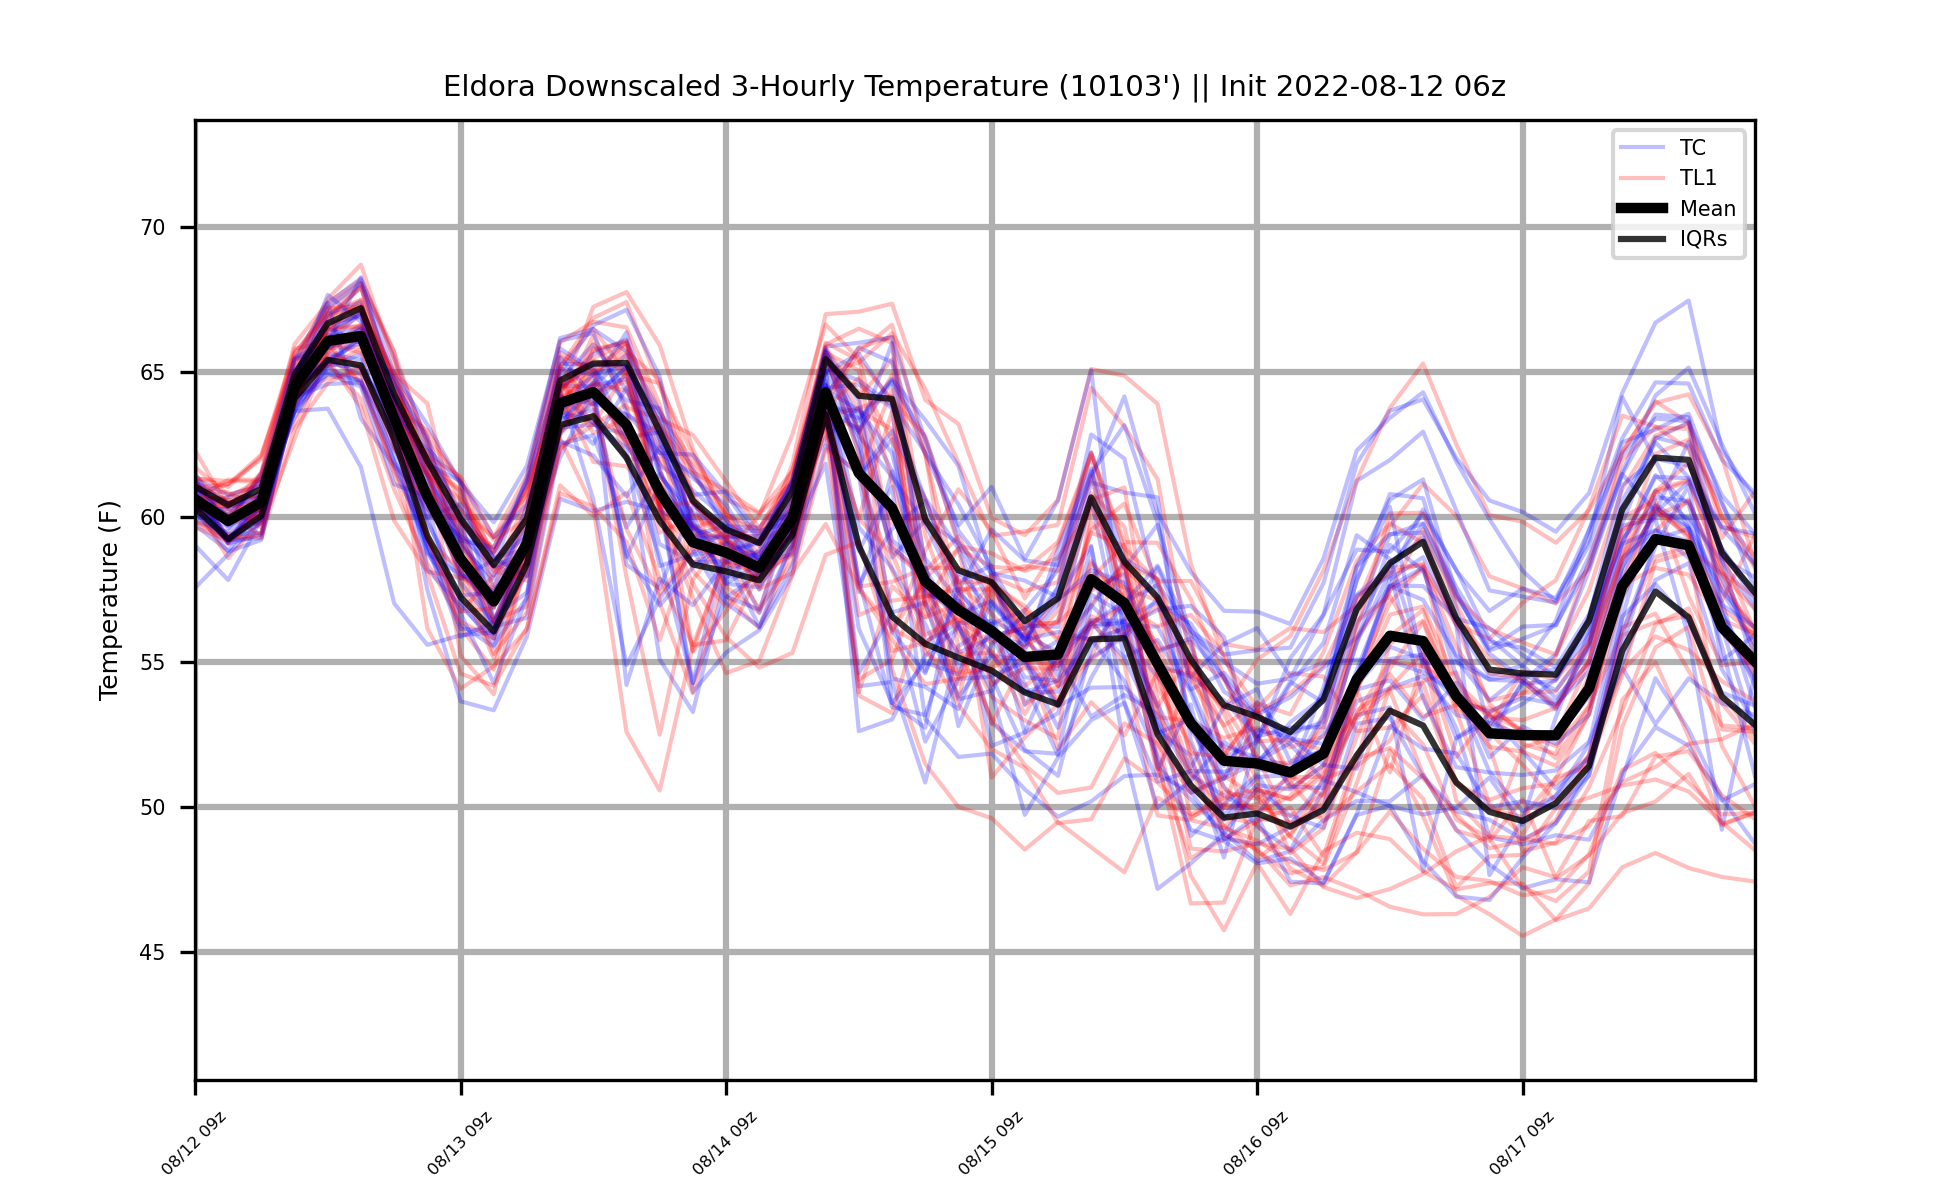 Eldora Downscaled 3-Hourly Temperature (10103') || Init 2022-08-12 06z
TC
TL1
Mean
IQRs
Temperature (F)
70
65
60
55
50
45
08/12 09z
08/13 09z
08/14 09z
08/15 09z
08/16 09z
08/17 09z